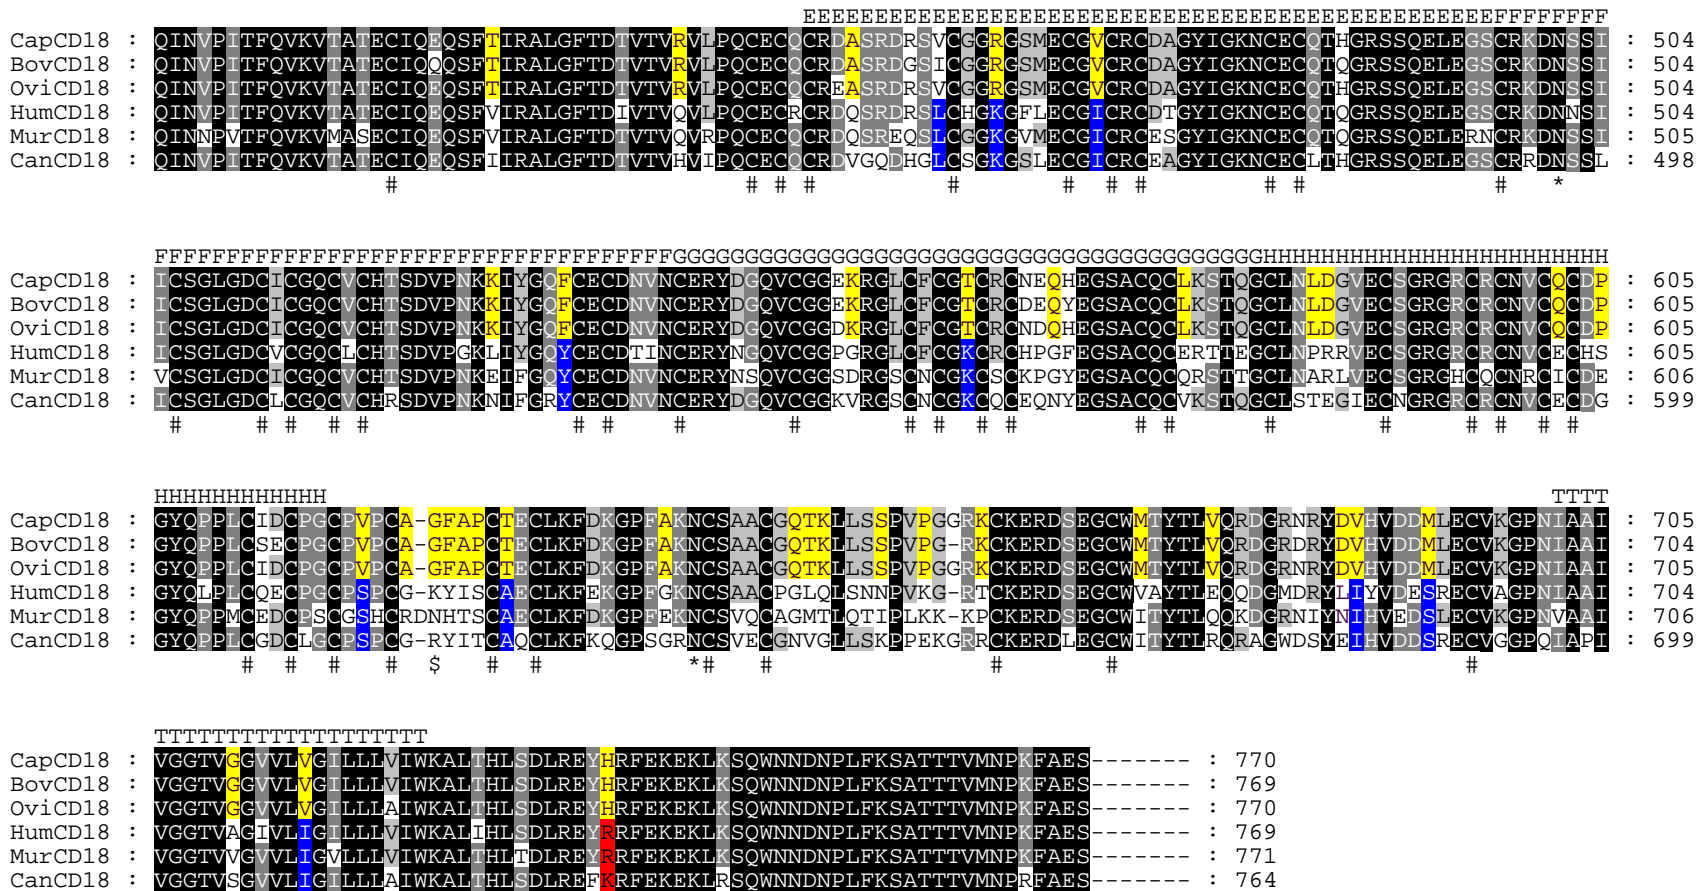 EEEEEEEEEEEEEEEEEEEEEEEEEEEEEEEEEEEEEEEEEEEEEEEEFFFFFFFF
CapCD18 : QINVPITFQVKVTATECIQEQSFTIRALGFTDTVTVRVLPQCECQCRDASRDRSVCGGRGSMECGVCRCDAGYIGKNCECQTHGRSSQELEGSCRKDNSSI : 504
BovCD18 : QINVPITFQVKVTATECIQQQSFTIRALGFTDTVTVRVLPQCECQCRDASRDGSICGGRGSMECGVCRCDAGYIGKNCECQTQGRSSQELEGSCRKDNSSI : 504
OviCD18 : QINVPITFQVKVTATECIQEQSFTIRALGFTDTVTVRVLPQCECQCREASRDRSVCGGRGSMECGVCRCDAGYIGKNCECQTHGRSSQELEGSCRKDNSSI : 504
HumCD18 : QINVPITFQVKVTATECIQEQSFVIRALGFTDIVTVQVLPQCECRCRDQSRDRSLCHGKGFLECGICRCDTGYIGKNCECQTQGRSSQELEGSCRKDNNSI : 504
MurCD18 : QINNPVTFQVKVMASECIQEQSFVIRALGFTDTVTVQVRPQCECQCRDQSREQSLCGGKGVMECGICRCESGYIGKNCECQTQGRSSQELERNCRKDNSSI : 505
CanCD18 : QINVPITFQVKVTATECIQEQSFIIRALGFTDTVTVHVIPQCECQCRDVGQDHGLCSGKGSLECGICRCEAGYIGKNCECLTHGRSSQELEGSCRRDNSSL : 498
# # # # # # # # # # # *
FFFFFFFFFFFFFFFFFFFFFFFFFFFFFFFFFFFFGGGGGGGGGGGGGGGGGGGGGGGGGGGGGGGGGGGGGGGGGHHHHHHHHHHHHHHHHHHHHHHHH
CapCD18 : ICSGLGDCICGQCVCHTSDVPNKKIYGQFCECDNVNCERYDGQVCGGEKRGLCFCGTCRCNEQHEGSACQCLKSTQGCLNLDGVECSGRGRCRCNVCQCDP : 605
BovCD18 : ICSGLGDCICGQCVCHTSDVPNKKIYGQFCECDNVNCERYDGQVCGGEKRGLCFCGTCRCDEQYEGSACQCLKSTQGCLNLDGVECSGRGRCRCNVCQCDP : 605
OviCD18 : ICSGLGDCICGQCVCHTSDVPNKKIYGQFCECDNVNCERYDGQVCGGDKRGLCFCGTCRCNDQHEGSACQCLKSTQGCLNLDGVECSGRGRCRCNVCQCDP : 605
HumCD18 : ICSGLGDCVCGQCLCHTSDVPGKLIYGQYCECDTINCERYNGQVCGGPGRGLCFCGKCRCHPGFEGSACQCERTTEGCLNPRRVECSGRGRCRCNVCECHS : 605
MurCD18 : VCSGLGDCICGQCVCHTSDVPNKEIFGQYCECDNVNCERYNSQVCGGSDRGSCNCGKCSCKPGYEGSACQCQRSTTGCLNARLVECSGRGHCQCNRCICDE : 606
CanCD18 : ICSGLGDCLCGQCVCHRSDVPNKNIFGRYCECDNVNCERYDGQVCGGKVRGSCNCGKCQCEQNYEGSACQCVKSTQGCLSTEGIECNGRGRCRCNVCECDG : 599
# # # # # # # # # # # # # # # # # # # # #
HHHHHHHHHHHH TTTT
CapCD18 : GYQPPLCIDCPGCPVPCA-GFAPCTECLKFDKGPFAKNCSAACGQTKLLSSPVPGGRKCKERDSEGCWMTYTLVQRDGRNRYDVHVDDMLECVKGPNIAAI : 705
BovCD18 : GYQPPLCSECPGCPVPCA-GFAPCTECLKFDKGPFAKNCSAACGQTKLLSSPVPG-RKCKERDSEGCWMTYTLVQRDGRDRYDVHVDDMLECVKGPNIAAI : 704
OviCD18 : GYQPPLCIDCPGCPVPCA-GFAPCTECLKFDKGPFAKNCSAACGQTKLLSSPVPGGRKCKERDSEGCWMTYTLVQRDGRNRYDVHVDDMLECVKGPNIAAI : 705
HumCD18 : GYQLPLCQECPGCPSPCG-KYISCAECLKFEKGPFGKNCSAACPGLQLSNNPVKG-RTCKERDSEGCWVAYTLEQQDGMDRYLIYVDESRECVAGPNIAAI : 704
MurCD18 : GYQPPMCEDCPSCGSHCRDNHTSCAECLKFDKGPFEKNCSVQCAGMTLQTIPLKK-KPCKERDSEGCWITYTLQQKDGRNIYNIHVEDSLECVKGPNVAAI : 706
CanCD18 : GYQPPLCGDCLGCPSPCG-RYITCAQCLKFKQGPSGRNCSVECGNVGLLSKPPEKGRRCKERDLEGCWITYTLRQRAGWDSYEIHVDDSRECVGGPQIAPI : 699
# # # # $ # # *# # # # #
TTTTTTTTTTTTTTTTTTT
CapCD18 : VGGTVGGVVLVGILLLVIWKALTHLSDLREYHRFEKEKLKSQWNNDNPLFKSATTTVMNPKFAES------- : 770
BovCD18 : VGGTVGGVVLVGILLLVIWKALTHLSDLREYHRFEKEKLKSQWNNDNPLFKSATTTVMNPKFAES------- : 769
OviCD18 : VGGTVGGVVLVGILLLAIWKALTHLSDLREYHRFEKEKLKSQWNNDNPLFKSATTTVMNPKFAES------- : 770
HumCD18 : VGGTVAGIVLIGILLLVIWKALIHLSDLREYRRFEKEKLKSQWNNDNPLFKSATTTVMNPKFAES------- : 769
MurCD18 : VGGTVVGVVLIGVLLLVIWKALTHLTDLREYRRFEKEKLKSQWNNDNPLFKSATTTVMNPKFAES------- : 771
CanCD18 : VGGTVSGVVLIGILLLAIWKALTHLSDLREFKRFEKEKLRSQWNNDNPLFKSATTTVMNPRFAES------- : 764